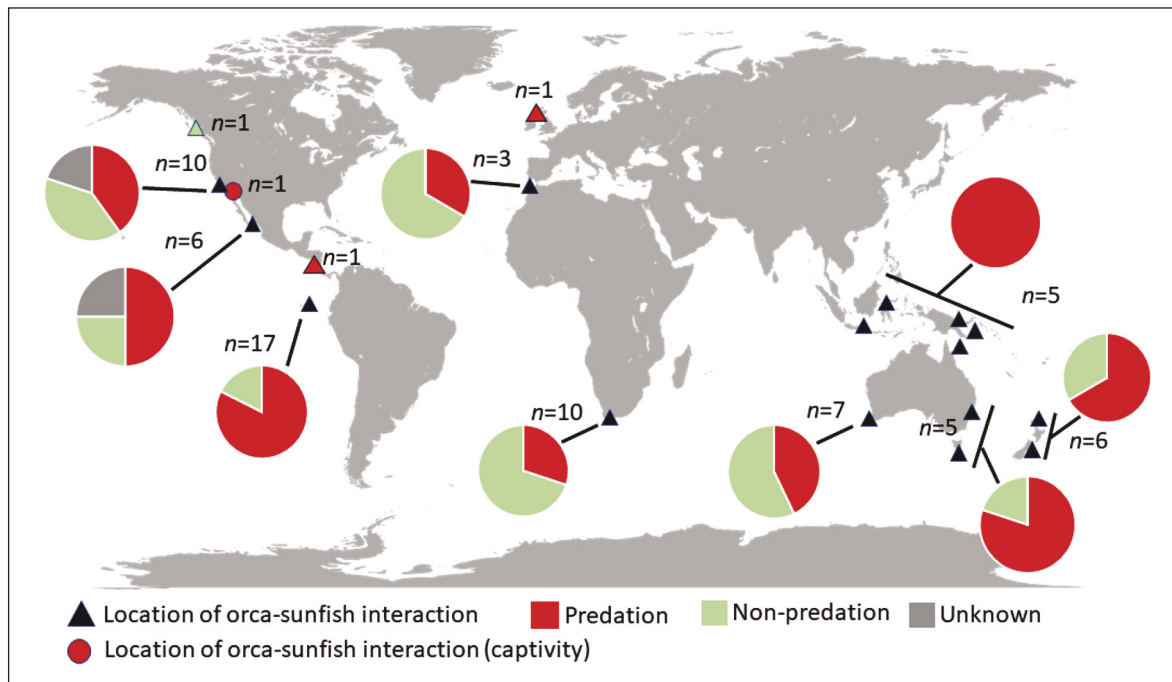 n=1
n=1
n=10
n=3
n=1
n=6
n=1
n=5
n=17
n=10
n=7
n=5
n=6
Location of orca-sunfish interaction
Predation
Non-predation
Unknown
Location of orca-sunfish interaction (captivity)